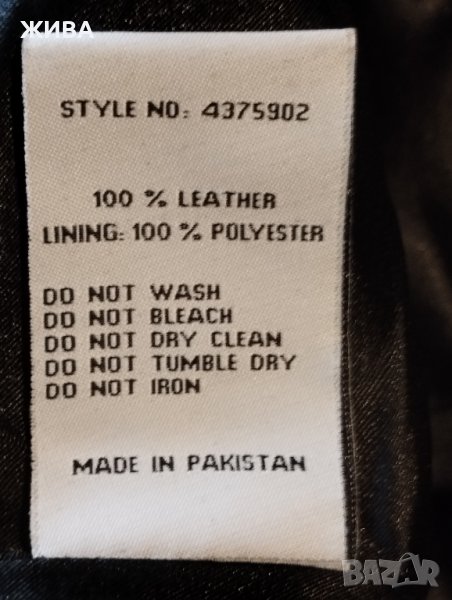 ЖИВА
STYLE NO: 4375902
100 % LEATHER
LINING: 100 % POLYESTER
DO NOT WASH
DO NOT BLEACH
DO NOT DRY CLEAN
DO NOT TUMBLE DRY
DO NOT IRON
MADE IN PAKISTAN
BAZAR